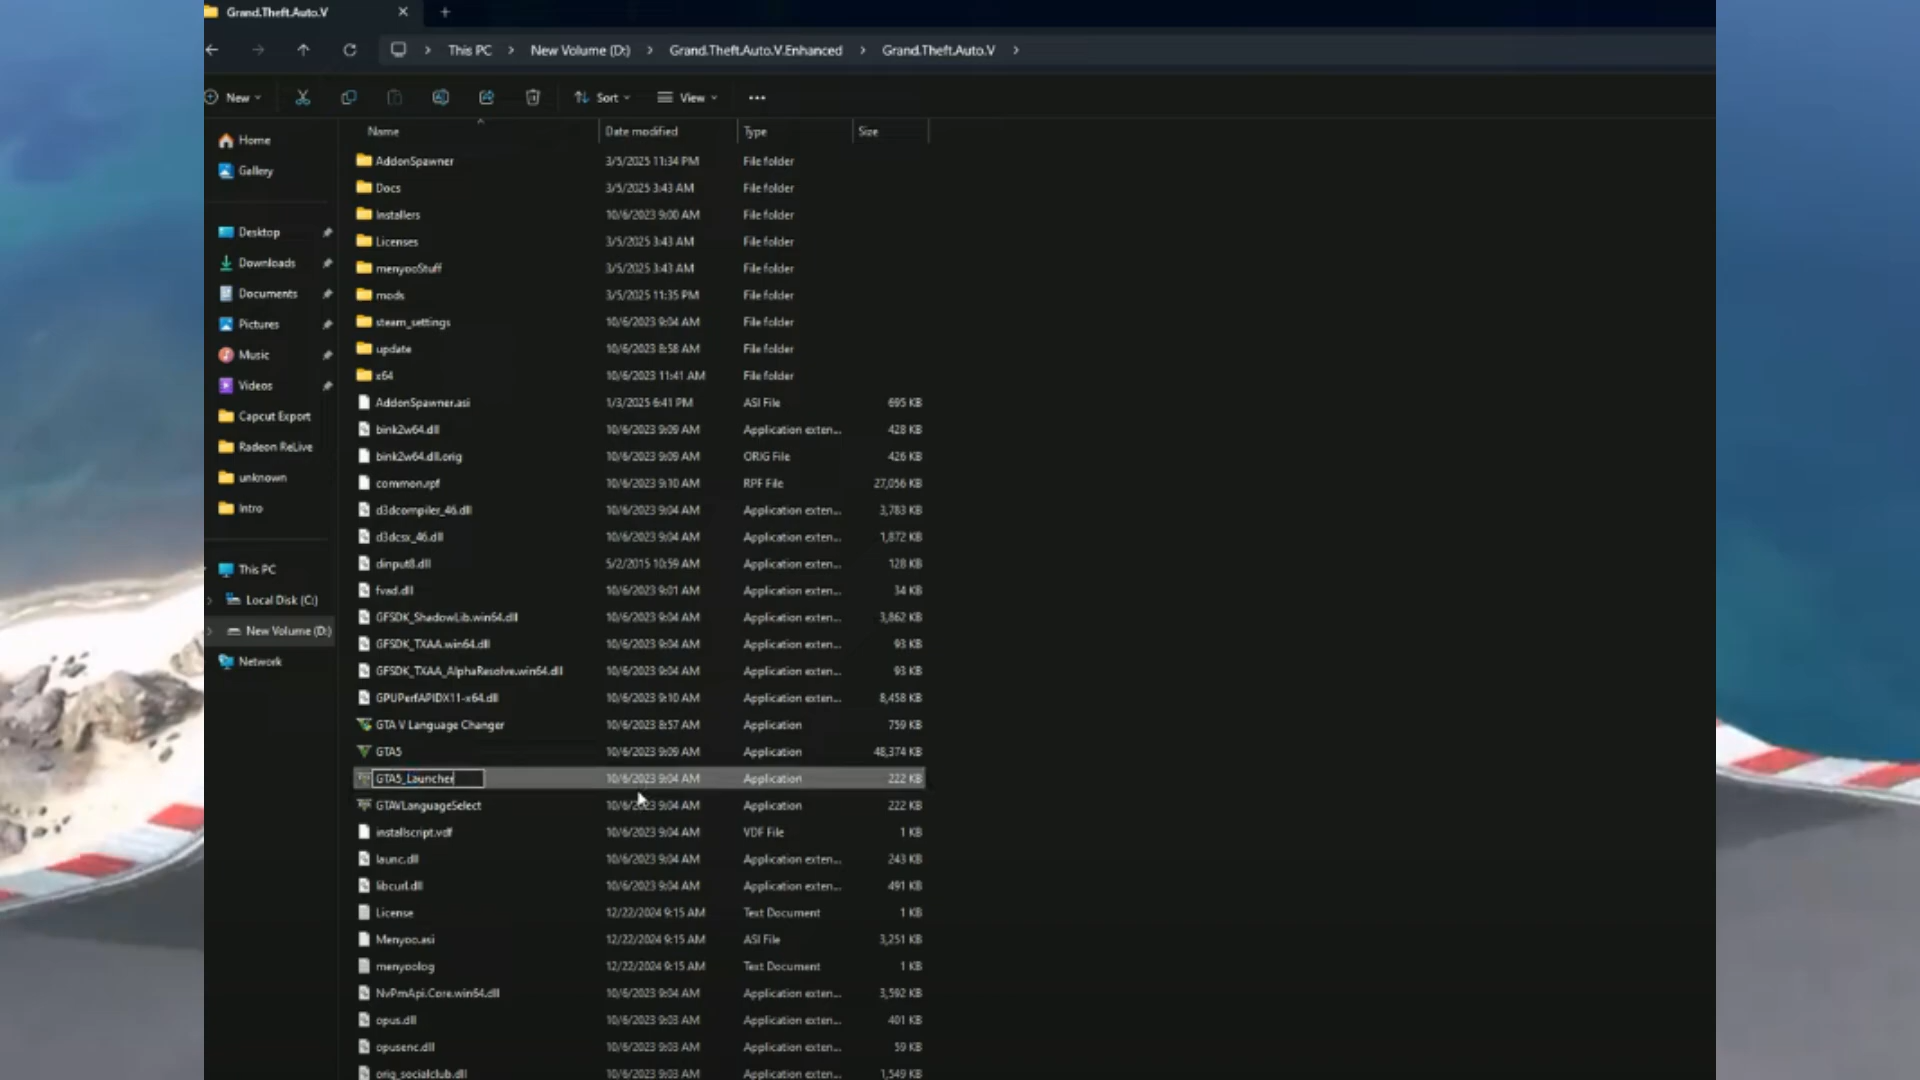 Grand.Theft.Auto.V
This PC > New Volume (D:) > Grand.Theft.Auto.V.Enhanced > Grand.Theft.Auto.V >
New Sort View
Name Date modified Type Size
Home
Gallery
Desktop
Downloads
Documents
Pictures
Music
Videos
Capcut Export
Radeon ReLive
unknown
Intro
This PC
Local Disk (C:)
New Volume (D:)
Network
AddonSpawner 3/5/2025 11:34 PM File folder
Docs 3/5/2025 3:43 AM File folder
Installers 10/6/2023 9:00 AM File folder
Licenses 3/5/2025 3:43 AM File folder
menyooStuff 3/5/2025 3:43 AM File folder
mods 3/5/2025 11:35 PM File folder
steam_settings 10/6/2023 9:04 AM File folder
update 10/6/2023 8:58 AM File folder
x64 10/6/2023 11:41 AM File folder
AddonSpawner.asi 1/3/2025 6:41 PM ASI File 695 KB
bink2w64.dll 10/6/2023 9:09 AM Application exten... 428 KB
bink2w64.dll.orig 10/6/2023 9:09 AM ORIG File 426 KB
common.rpf 10/6/2023 9:10 AM RPF File 27,056 KB
d3dcompiler_46.dll 10/6/2023 9:04 AM Application exten... 3,783 KB
d3dcsx_46.dll 10/6/2023 9:04 AM Application exten... 1,872 KB
dinput8.dll 5/2/2015 10:59 AM Application exten... 128 KB
fvad.dll 10/6/2023 9:01 AM Application exten... 34 KB
GFSDK_ShadowLib.win64.dll 10/6/2023 9:04 AM Application exten... 3,862 KB
GFSDK_TXAA.win64.dll 10/6/2023 9:04 AM Application exten... 93 KB
GFSDK_TXAA_AlphaResolve.win64.dll 10/6/2023 9:04 AM Application exten... 93 KB
GPUPerfAPIDX11-x64.dll 10/6/2023 9:10 AM Application exten... 8,458 KB
GTA V Language Changer 10/6/2023 8:57 AM Application 759 KB
GTA5 10/6/2023 9:09 AM Application 48,374 KB
GTA5_Launcher 10/6/2023 9:04 AM Application 222 KB
GTAVLanguageSelect 10/6/2023 9:04 AM Application 222 KB
installscript.vdf 10/6/2023 9:04 AM VDF File 1 KB
launc.dll 10/6/2023 9:04 AM Application exten... 243 KB
libcurl.dll 10/6/2023 9:04 AM Application exten... 491 KB
License 12/22/2024 9:15 AM Text Document 1 KB
Menyoo.asi 12/22/2024 9:15 AM ASI File 3,251 KB
menyoolog 12/22/2024 9:15 AM Text Document 1 KB
NvPmApi.Core.win64.dll 10/6/2023 9:04 AM Application exten... 3,592 KB
opus.dll 10/6/2023 9:03 AM Application exten... 401 KB
opusenc.dll 10/6/2023 9:03 AM Application exten... 59 KB
orig_socialclub.dll 10/6/2023 9:03 AM Application exten... 1,549 KB